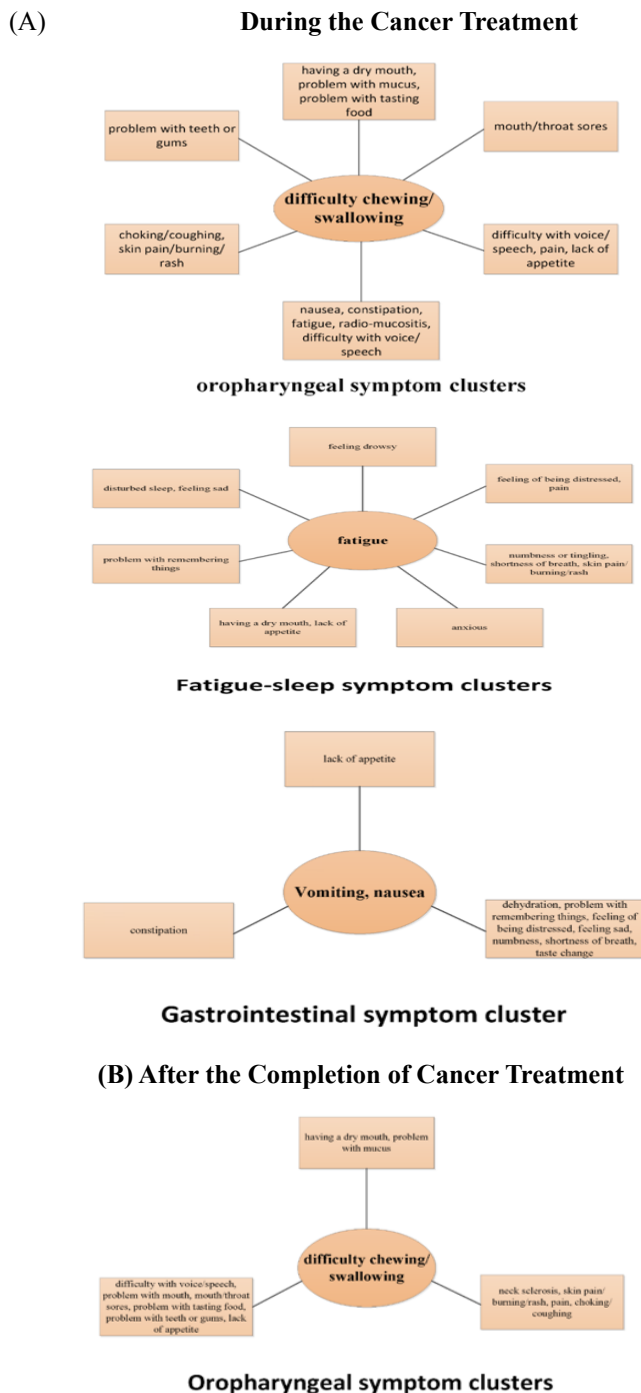 (A) During the Cancer Treatment
having a dry mouth,
problem with mucus,
problem with tasting
food
problem with teeth or
gums
mouth/throat sores
difficulty chewing/
swallowing
choking/coughing,
skin pain/burning/
rash
difficulty with voice/
speech, pain, lack of
appetite
nausea, constipation,
fatigue, radio-mucositis,
difficulty with voice/
speech
oropharyngeal symptom clusters
feeling drowsy
disturbed sleep, feeling sad
feeling of being distressed,
pain
fatigue
problem with remembering
things
numbness or tingling,
shortness of breath, skin pain/
burning/rash
having a dry mouth, lack of
appetite
anxious
Fatigue-sleep symptom clusters
lack of appetite
Vomiting, nausea
constipation
dehydration, problem with
remembering things, feeling of
being distressed, feeling sad,
numbness, shortness of breath,
taste change
Gastrointestinal symptom cluster
(B) After the Completion of Cancer Treatment
having a dry mouth, problem
with mucus
difficulty chewing/
swallowing
difficulty with voice/speech,
problem with mouth, mouth/throat
sores, problem with tasting food,
problem with teeth or gums, lack
of appetite
neck sclerosis, skin pain/
burning/rash, pain, choking/
coughing
Oropharyngeal symptom clusters